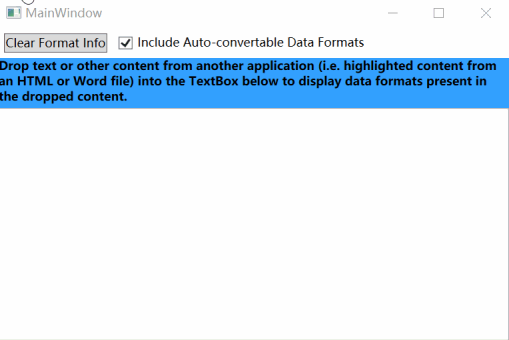 MainWindow
Clear Format Info
Include Auto-convertable Data Formats
Drop text or other content from another application (i.e. highlighted content from
an HTML or Word file) into the TextBox below to display data formats present in
the dropped content.